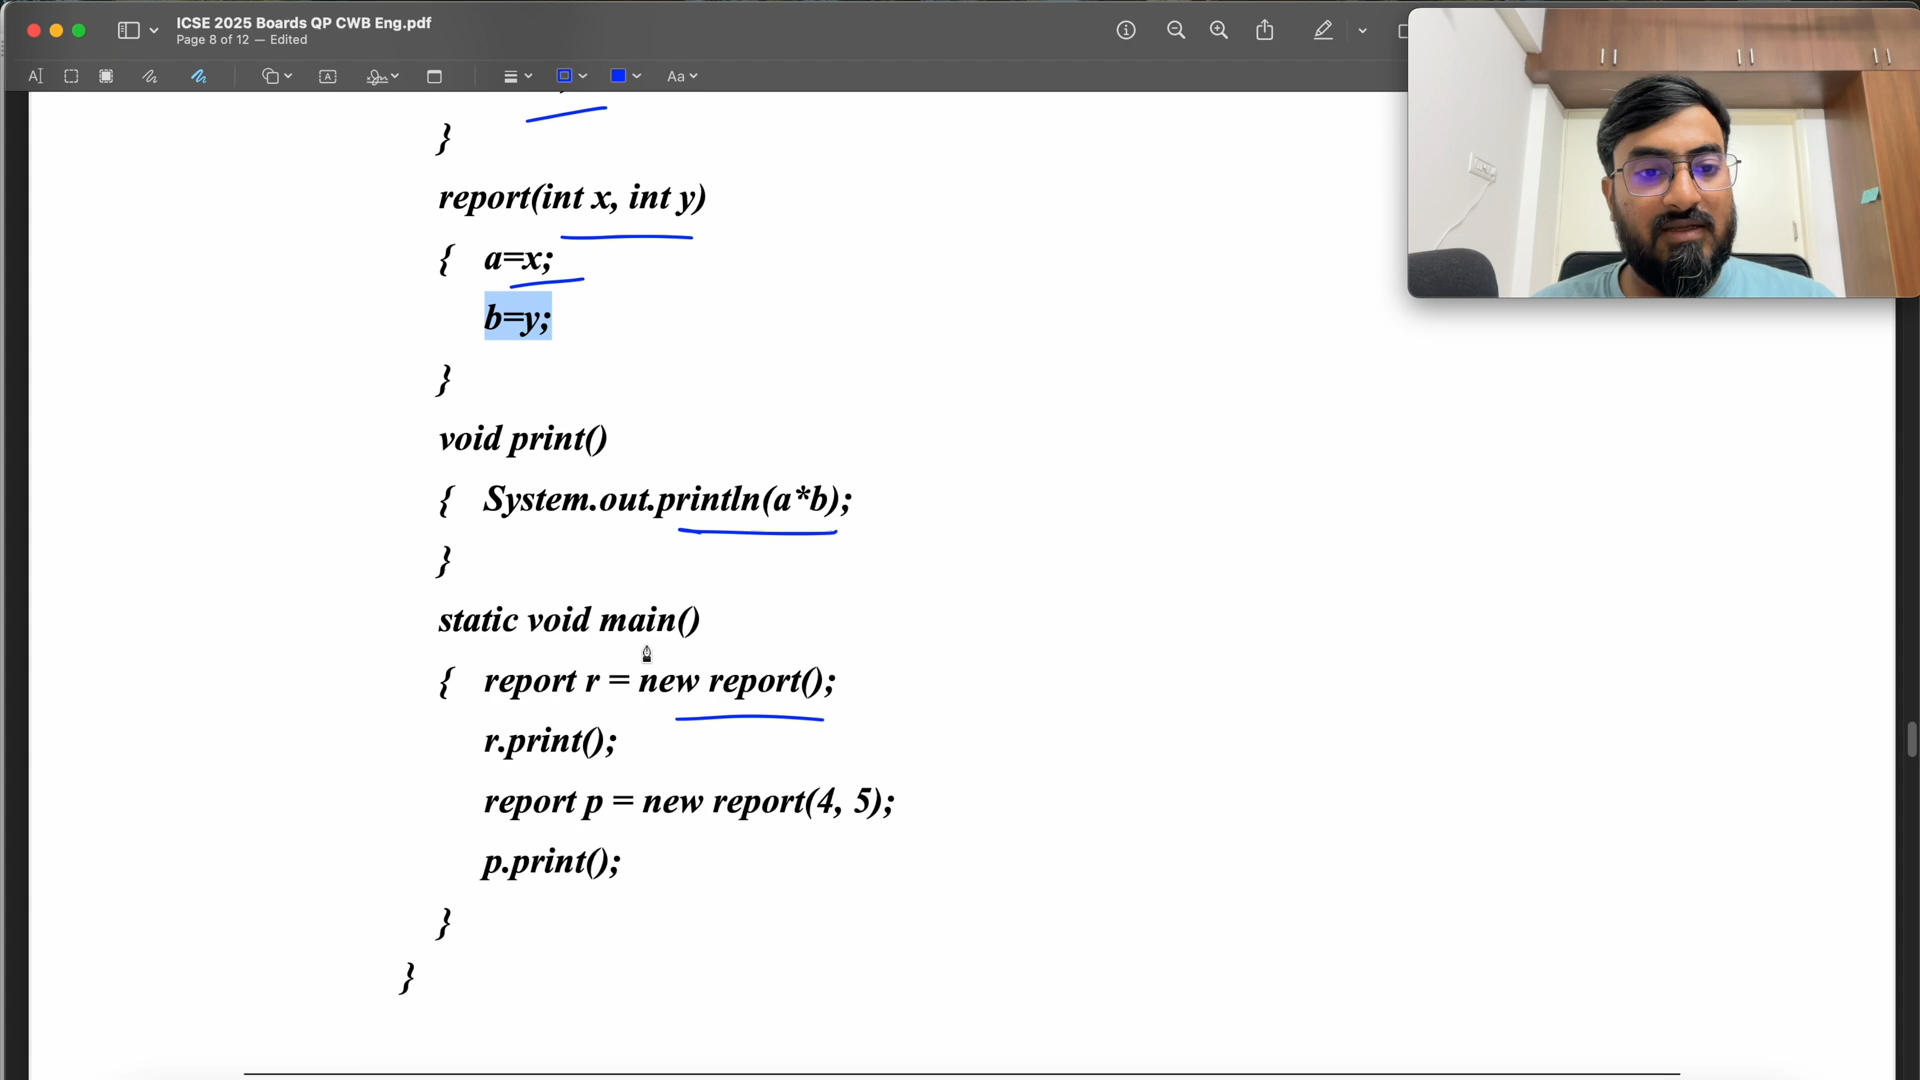 ICSE 2025 Boards QP CWB Eng.pdf
Page 8 of 12 — Edited
Aa
}
report(int x, int y)
{ a=x;
b=y;
}
void print()
{ System.out.println(a*b);
}
static void main()
{ report r = new report();
r.print();
report p = new report(4, 5);
p.print();
}
}